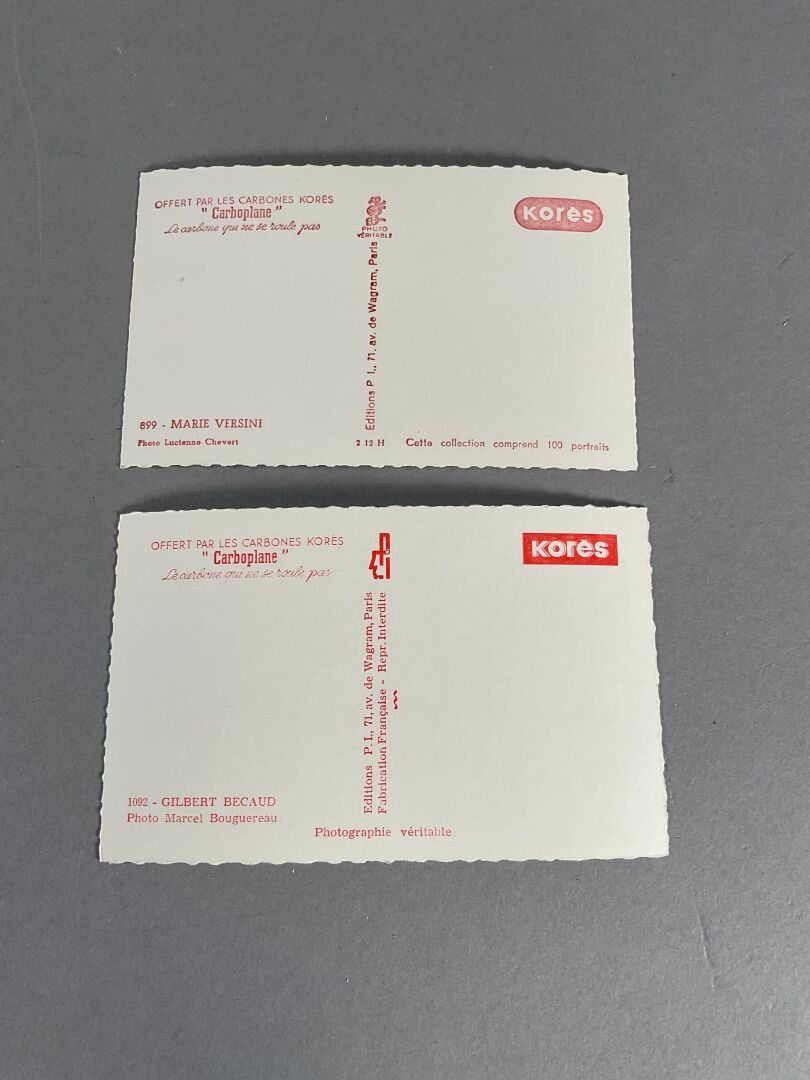 OFFERT PAR LES CARBONES KORÈS
" Carboplane "
Le carbone qui ne se roule pas
PHOTO
VÉRITABLE
Editions P. I., 71. av. de Wagram, Paris
Korès
899 - MARIE VERSINI
Photo Lucienne Chevert
2 12 H
Cette collection comprend 100 portraits
OFFERT PAR LES CARBONES KORÈS
" Carboplane "
Le carbone qui ne se roule pas
Editions P. I., 71, av. de Wagram, Paris
Fabrication Française - Repr. Interdite
Korès
1092 - GILBERT BECAUD
Photo Marcel Bouguereau
Photographie véritable